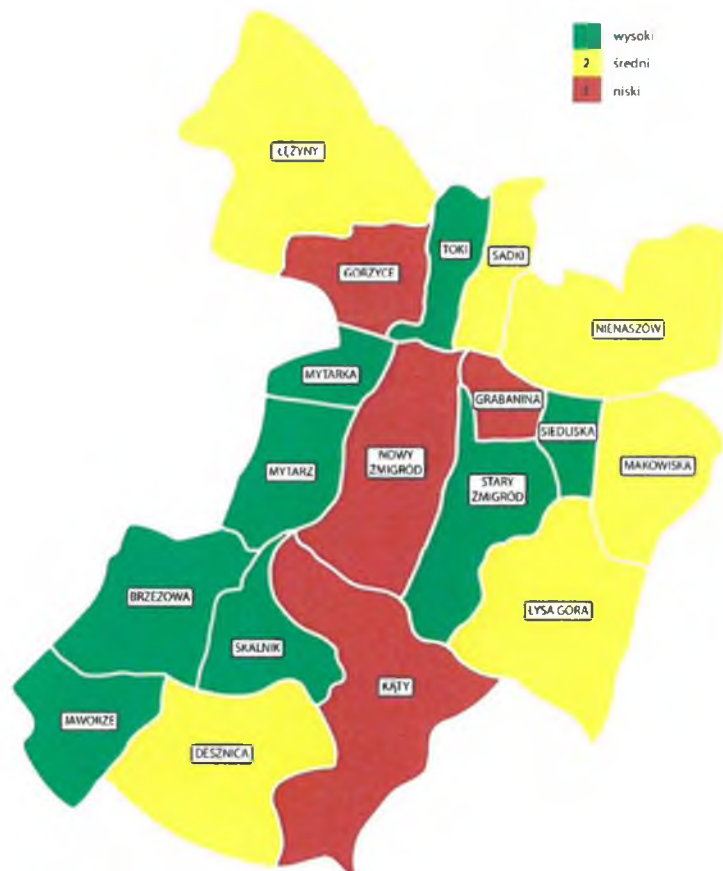 wysoki
2 średni
niski
ŁĘŻYNY
TOKI
SADKI
GORZYCE
NIENASZÓW
MYTARKA
GRABANINA
SIEDLISKA
NOWY
ŻMIGRÓD
MYTARZ
STARY
ŻMIGRÓD
MAKOWISKA
BRZEZOWA
ŁYSA GÓRA
SKALNIK
KĄTY
JAWORZE
DESZNICA